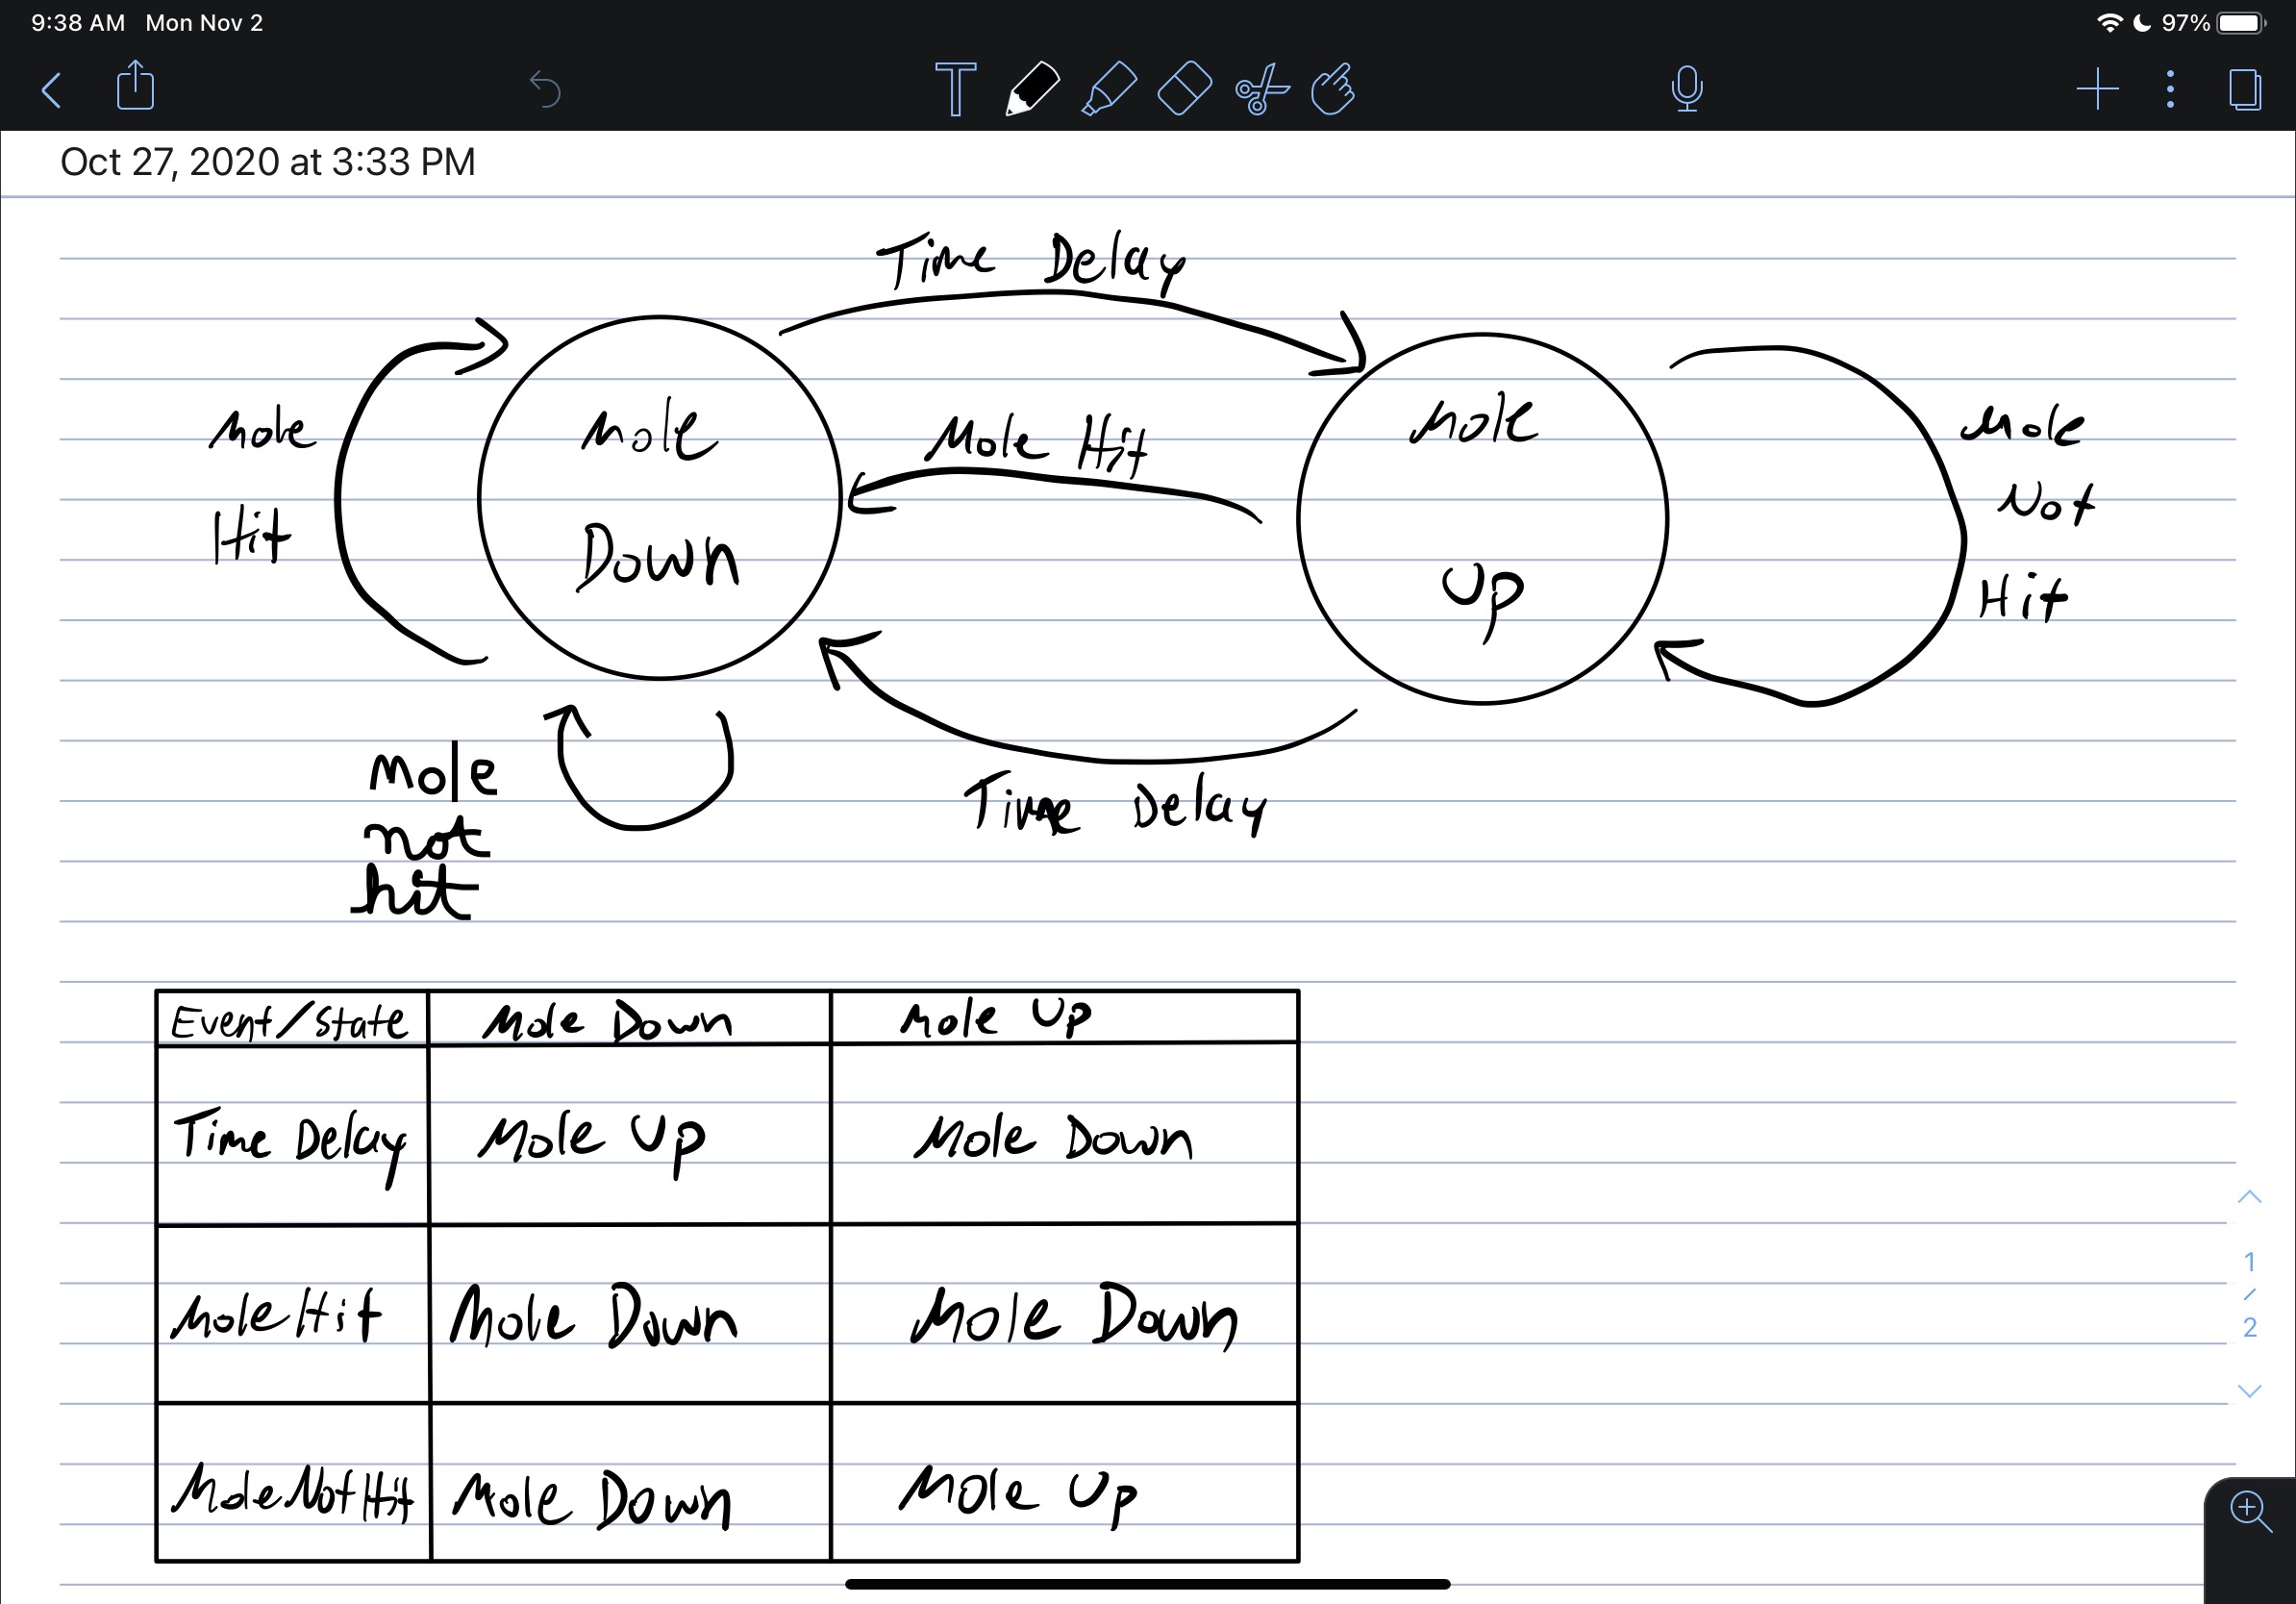 9:38 AM Mon Nov 2
97%
T
Oct 27, 2020 at 3:33 PM
Time Delay
Mole
Hit
Mole
Down
Mole Hit
Mole
Up
Mole
Not
Hit
Time Delay
Mole
not
hit
Event/State Mole Down Mole Up
Time Delay Mole Up Mole Down
Mole Hit Mole Down Mole Down
Mole Not Hit Mole Down Mole Up
1
/
2